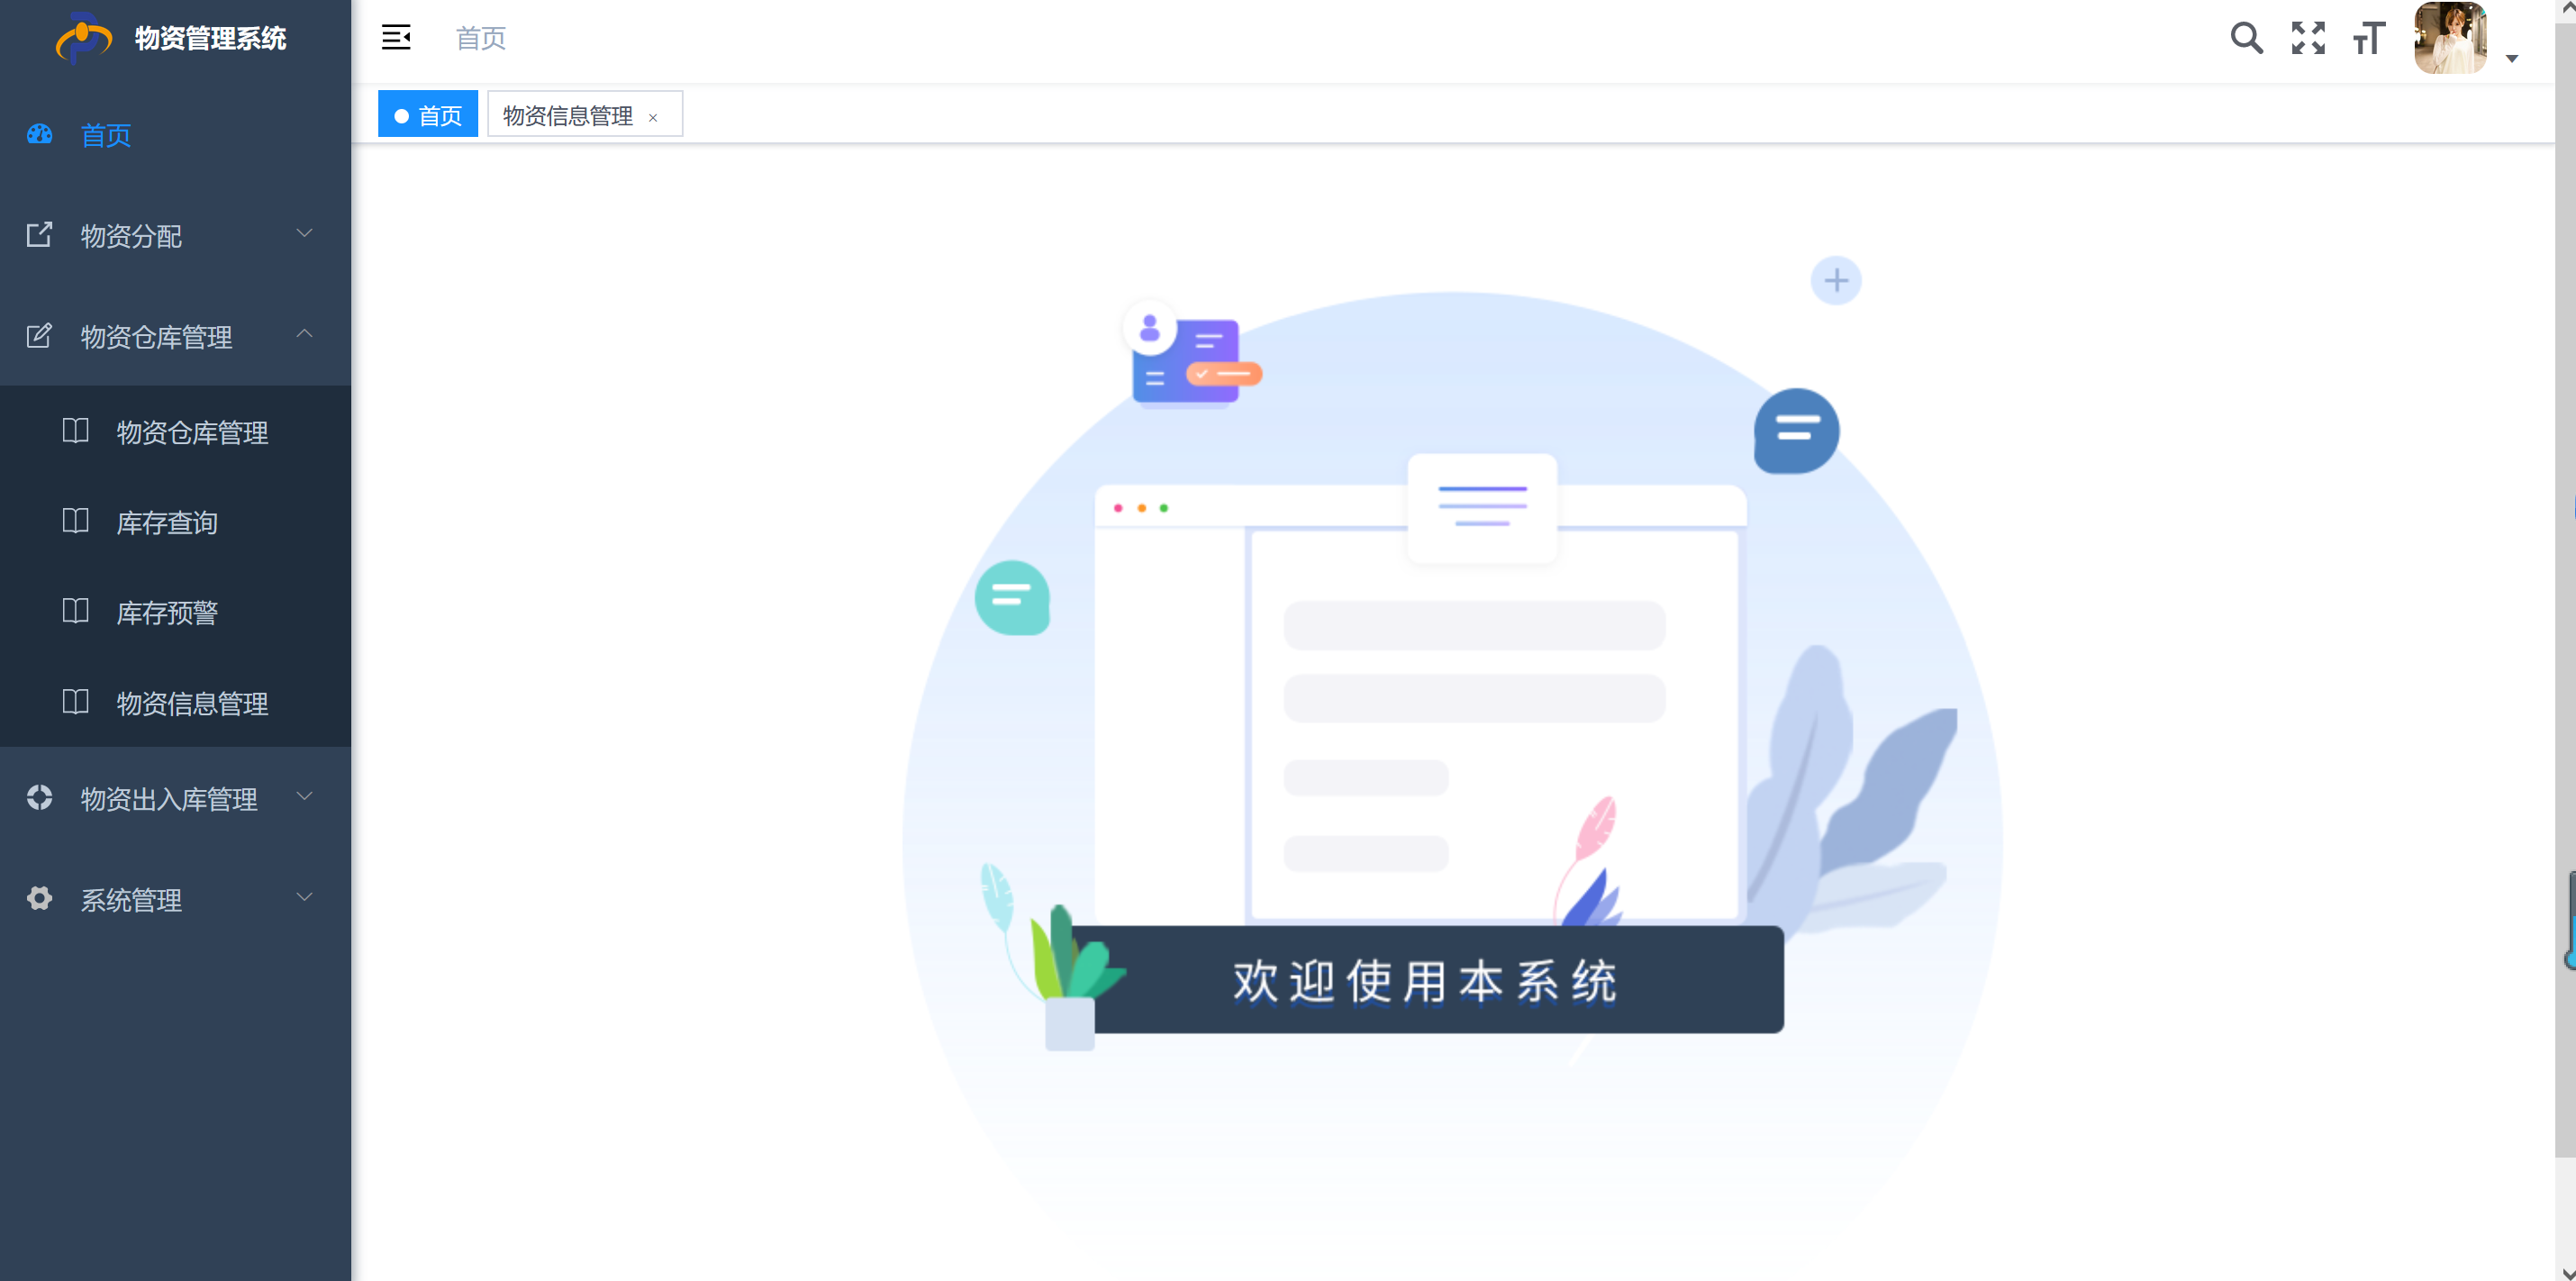 物资管理系统
首页
首页
首页
物资信息管理 ×
物资分配
物资仓库管理
物资仓库管理
库存查询
库存预警
物资信息管理
物资出入库管理
系统管理
欢迎使用本系统